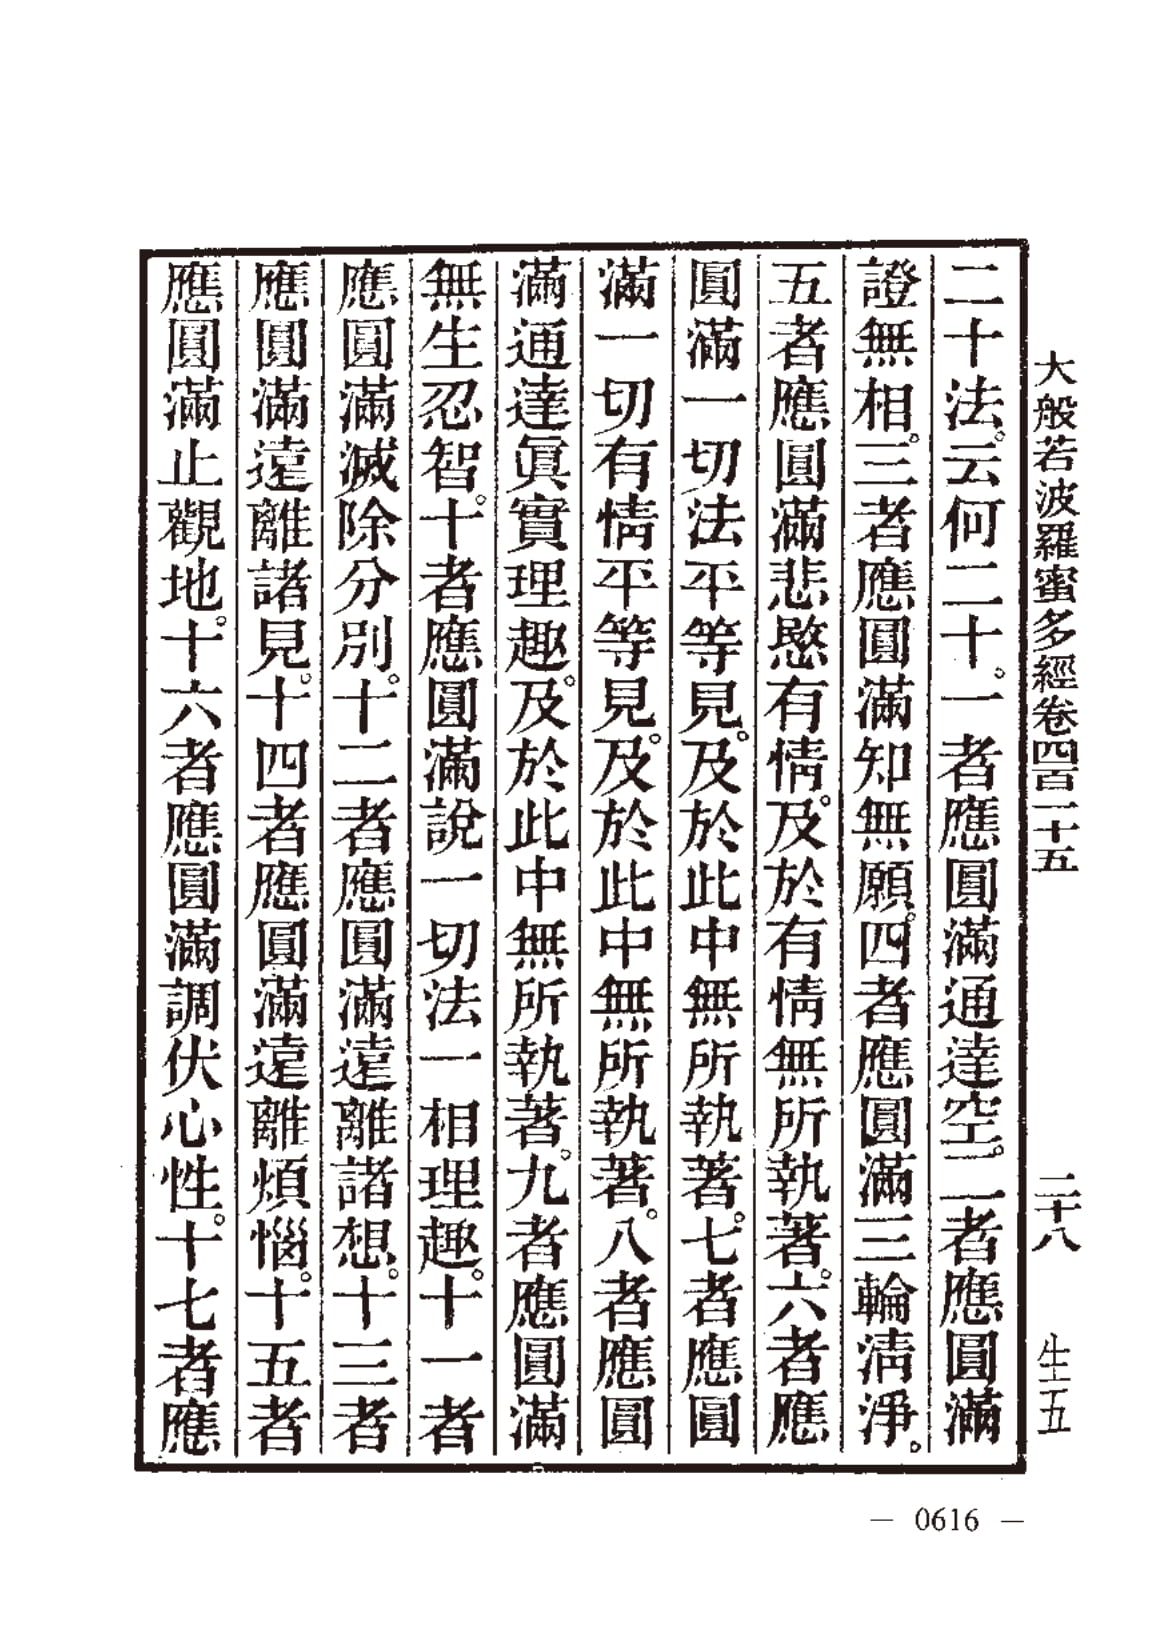 大般若波羅蜜多經卷四百一十五 二十八 生五
二十法。云何二十。一者應圓滿通達空。二者應圓滿
證無相。三者應圓滿知無願。四者應圓滿三輪淸淨。
五者應圓滿悲愍有情。及於有情無所執著。六者應
圓滿一切法平等見。及於此中無所執著。七者應圓
滿一切有情平等見。及於此中無所執著。八者應圓
滿通達眞實理趣。及於此中無所執著。九者應圓滿
無生忍智。十者應圓滿說一切法一相理趣。十一者
應圓滿滅除分別。十二者應圓滿遠離諸想。十三者
應圓滿遠離諸見。十四者應圓滿遠離煩惱。十五者
應圓滿止觀地。十六者應圓滿調伏心性。十七者應
— 0616 —